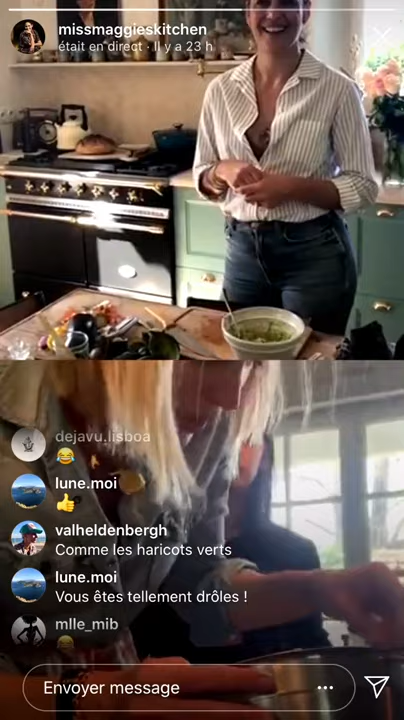 missmaggieskitchen
était en direct · Il y a 23 h
dejavu.lisboa
😂
lune.moi
👍
valheldenbergh
Comme les haricots verts
lune.moi
Vous êtes tellement drôles !
mlle_mib
😂
Envoyer message